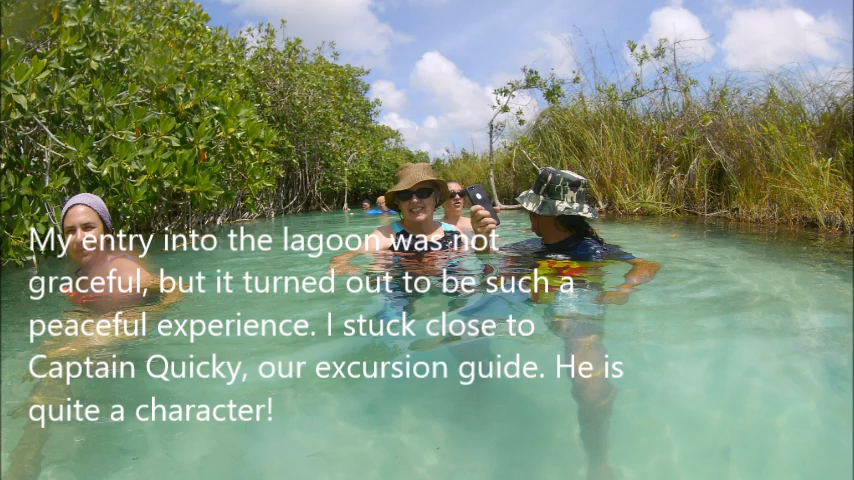 My entry into the lagoon was not
graceful, but it turned out to be such a
peaceful experience. I stuck close to
Captain Quicky, our excursion guide. He is
quite a character!